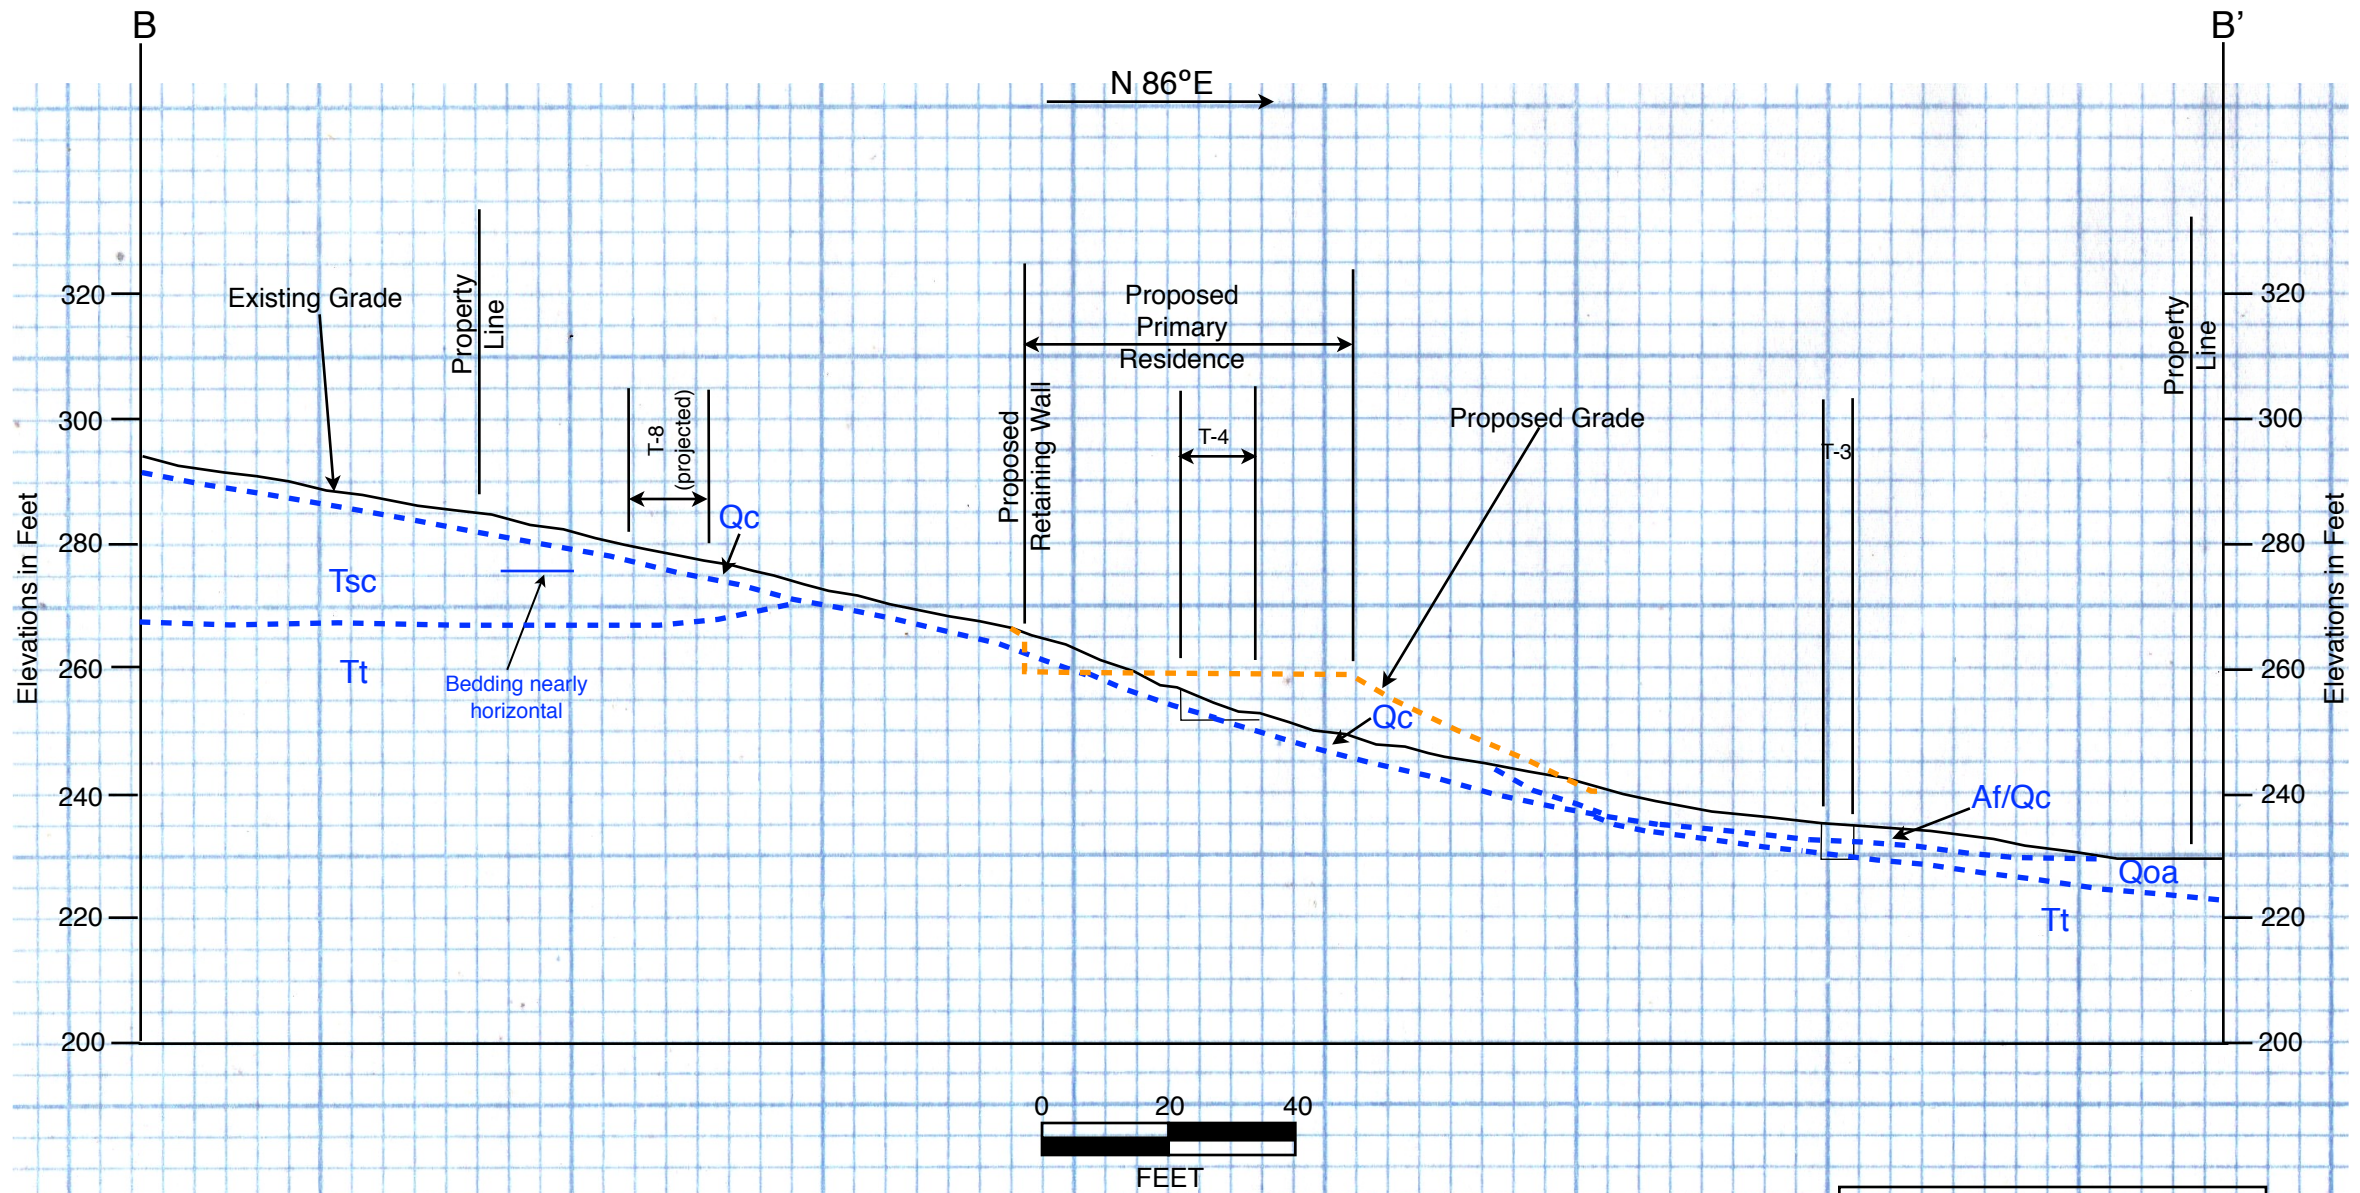 B
B’
N 86°E
Existing Grade
Property
Line
T-8
(projected)
Qc
Proposed
Primary
Residence
Proposed
Retaining Wall
T-4
Proposed Grade
T-3
Property
Line
320
300
280
260
240
220
200
Elevations in Feet
Tsc
Tt
Bedding nearly
horizontal
Qc
Af/Qc
Qoa
Tt
320
300
280
260
240
220
200
Elevations in Feet
0 20 40
FEET